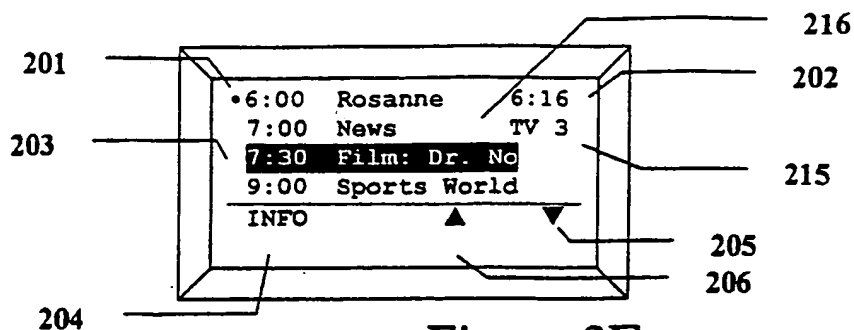 216
201
•6:00 Rosanne 6:16
202
7:00 News TV 3
203
7:30 Film: Dr. No
215
9:00 Sports World
INFO ▲ ▼
205
206
204
Figure